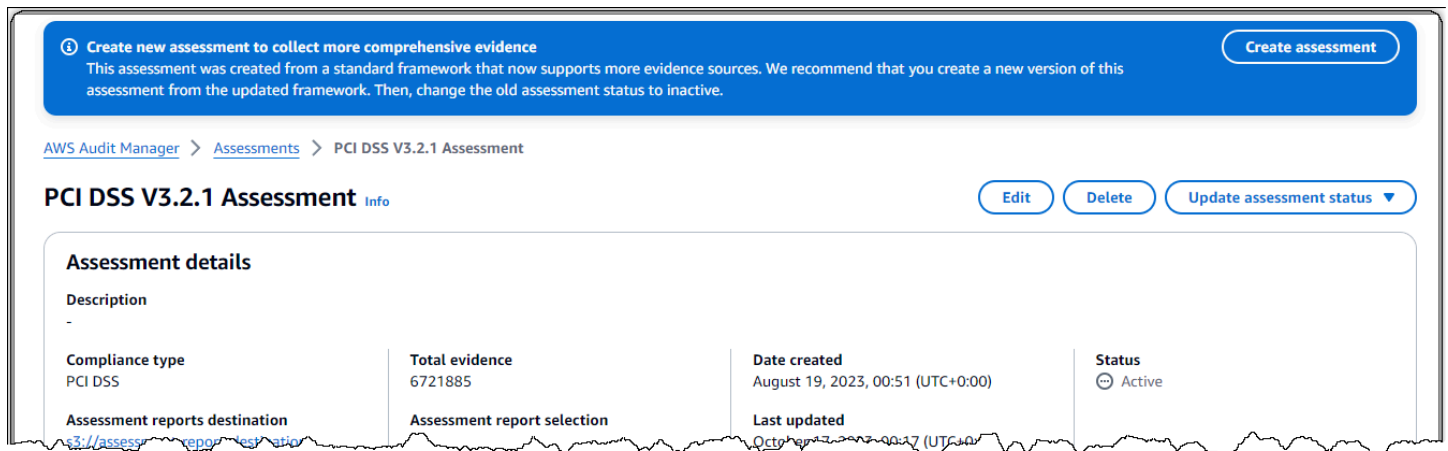 Create new assessment to collect more comprehensive evidence
Create assessment
This assessment was created from a standard framework that now supports more evidence sources. We recommend that you create a new version of this
assessment from the updated framework. Then, change the old assessment status to inactive.
AWS Audit Manager > Assessments > PCI DSS V3.2.1 Assessment
PCI DSS V3.2.1 Assessment Info
Edit Delete Update assessment status
Assessment details
Description
-
Compliance type Total evidence Date created Status
PCI DSS 6721885 August 19, 2023, 00:51 (UTC+0:00) Active
Assessment reports destination Assessment report selection Last updated